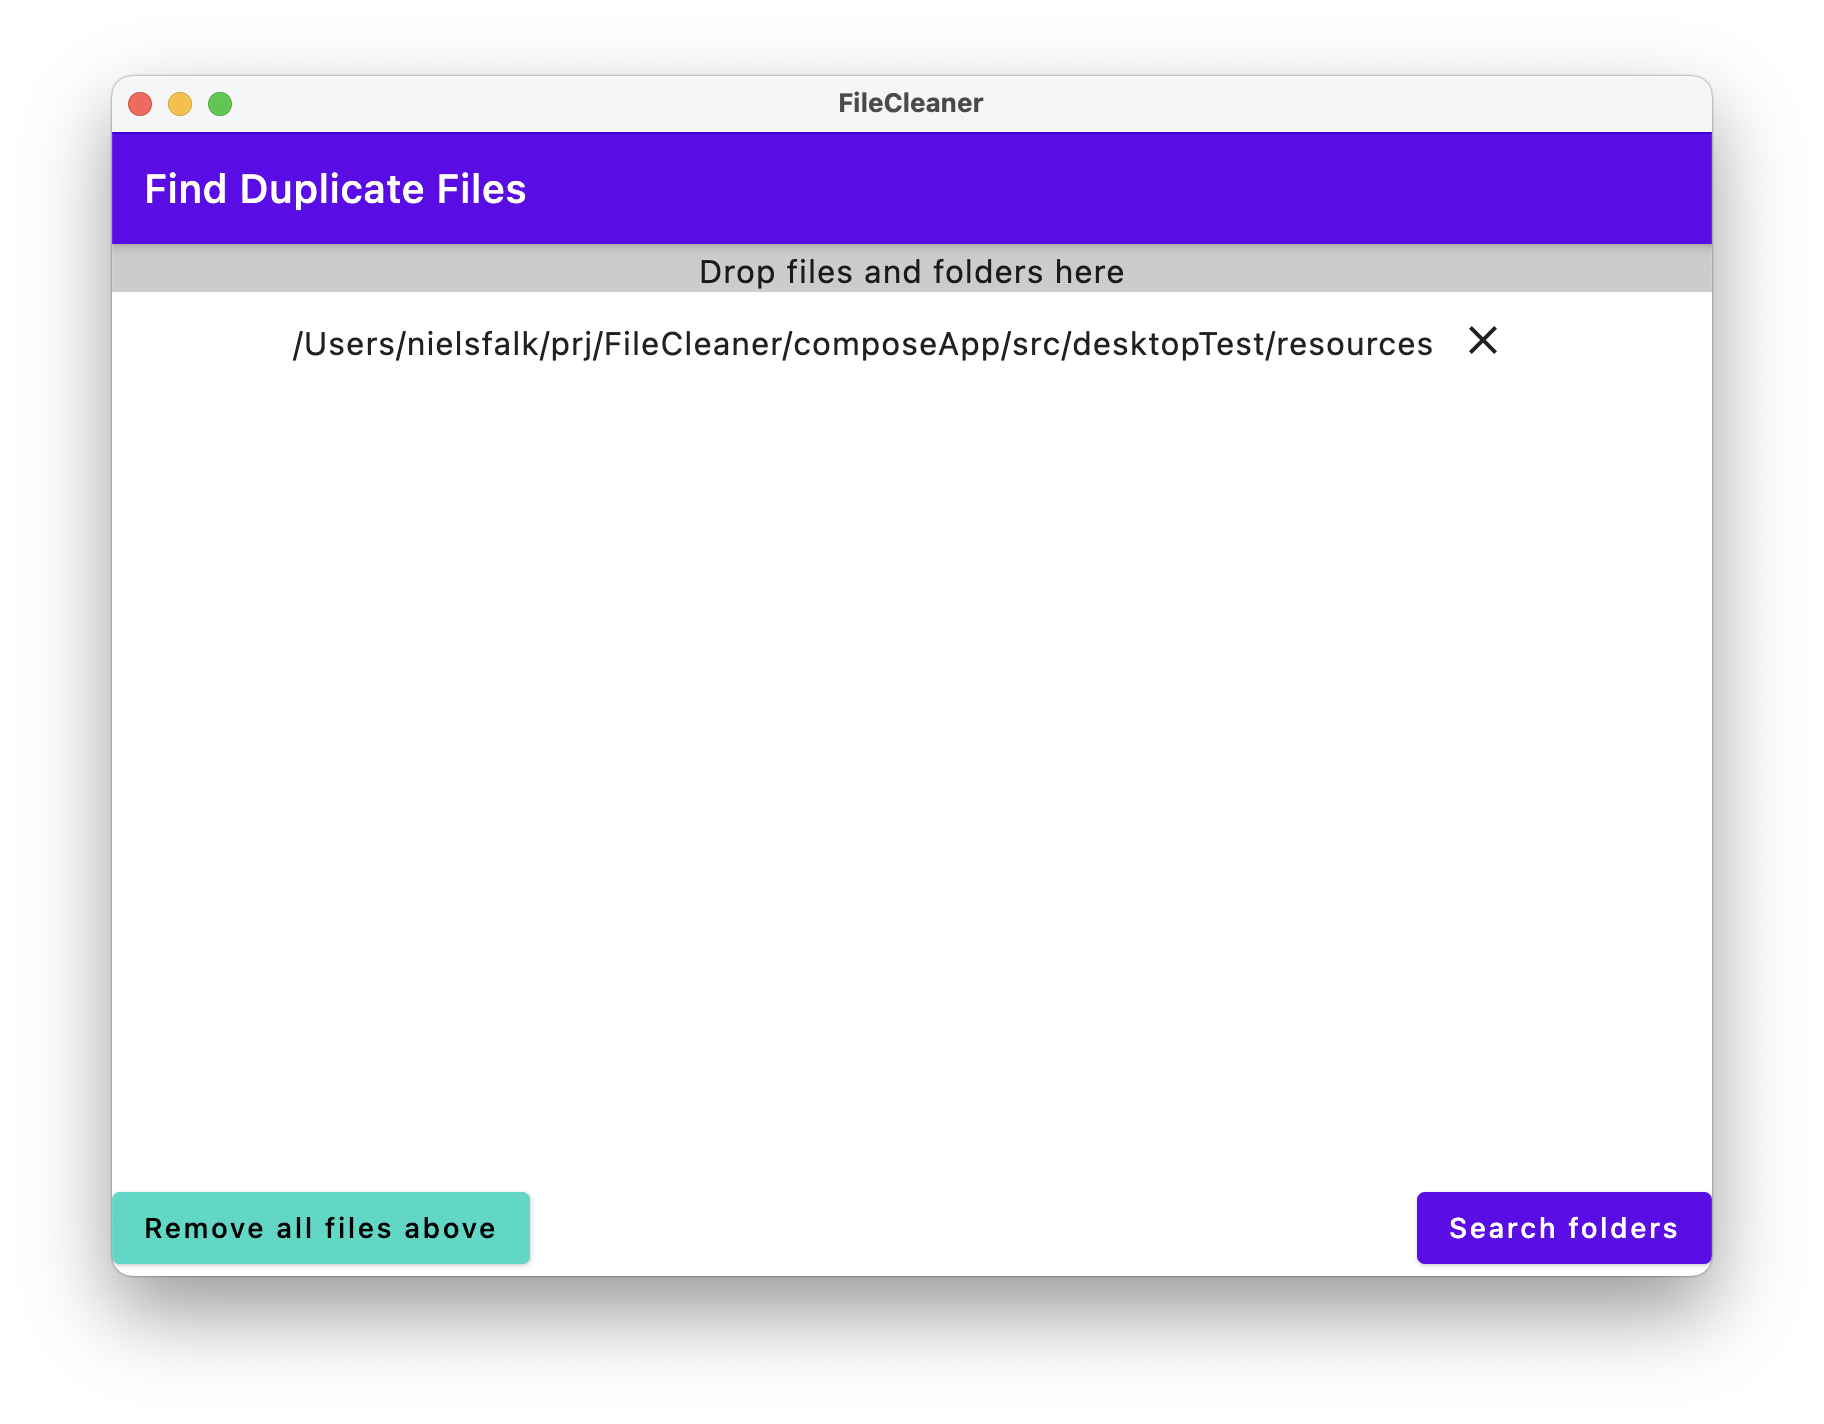 FileCleaner
Find Duplicate Files
Drop files and folders here
/Users/nielsfalk/prj/FileCleaner/composeApp/src/desktopTest/resources
Remove all files above
Search folders